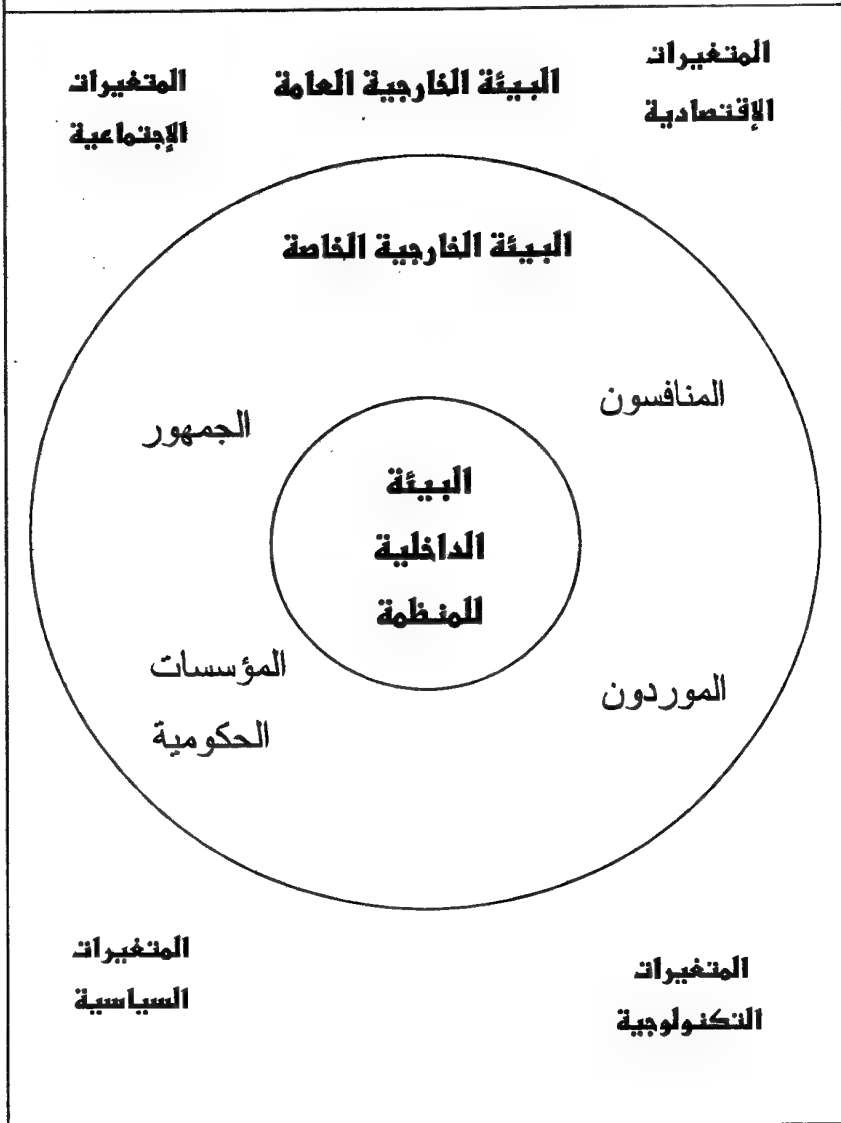 المتغيرات
الإقتصادية
البيئة الخارجية العامة
المتغيرات
الإجتماعية
البيئة الخارجية الخاصة
المنافسون
الجمهور
البيئة
الداخلية
للمنظمة
الموردون
المؤسسات
الحكومية
المتغيرات
التكنولوجية
المتغيرات
السياسية